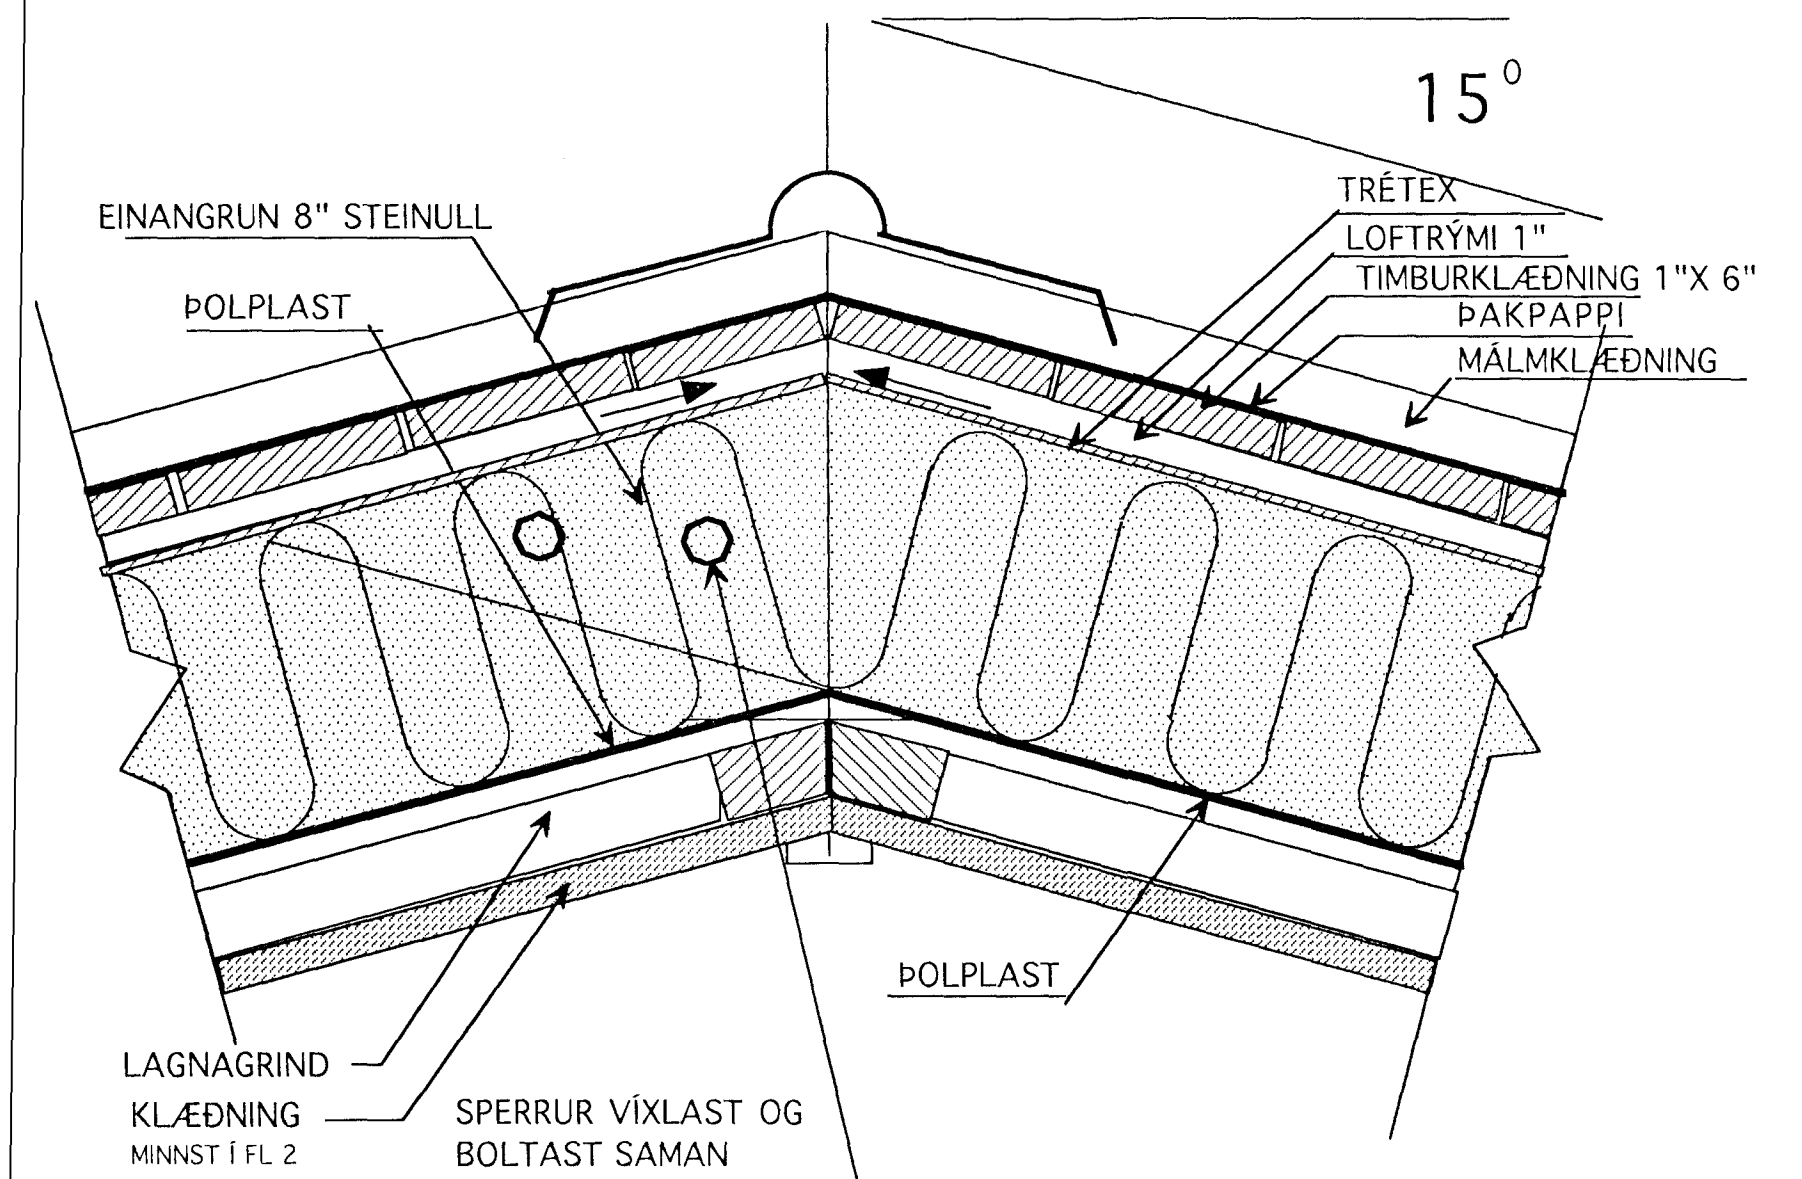 15°
EINANGRUN 8" STEINULL
ÞOLPLAST
TRÉTEX
LOFTRÝMI 1"
TIMBURKLÆÐNING 1"X 6"
ÞAKPAPPI
MÁLMKLÆÐNING
ÞOLPLAST
LAGNAGRIND
KLÆÐNING
MINNST Í FL 2
SPERRUR VÍXLAST OG
BOLTAST SAMAN